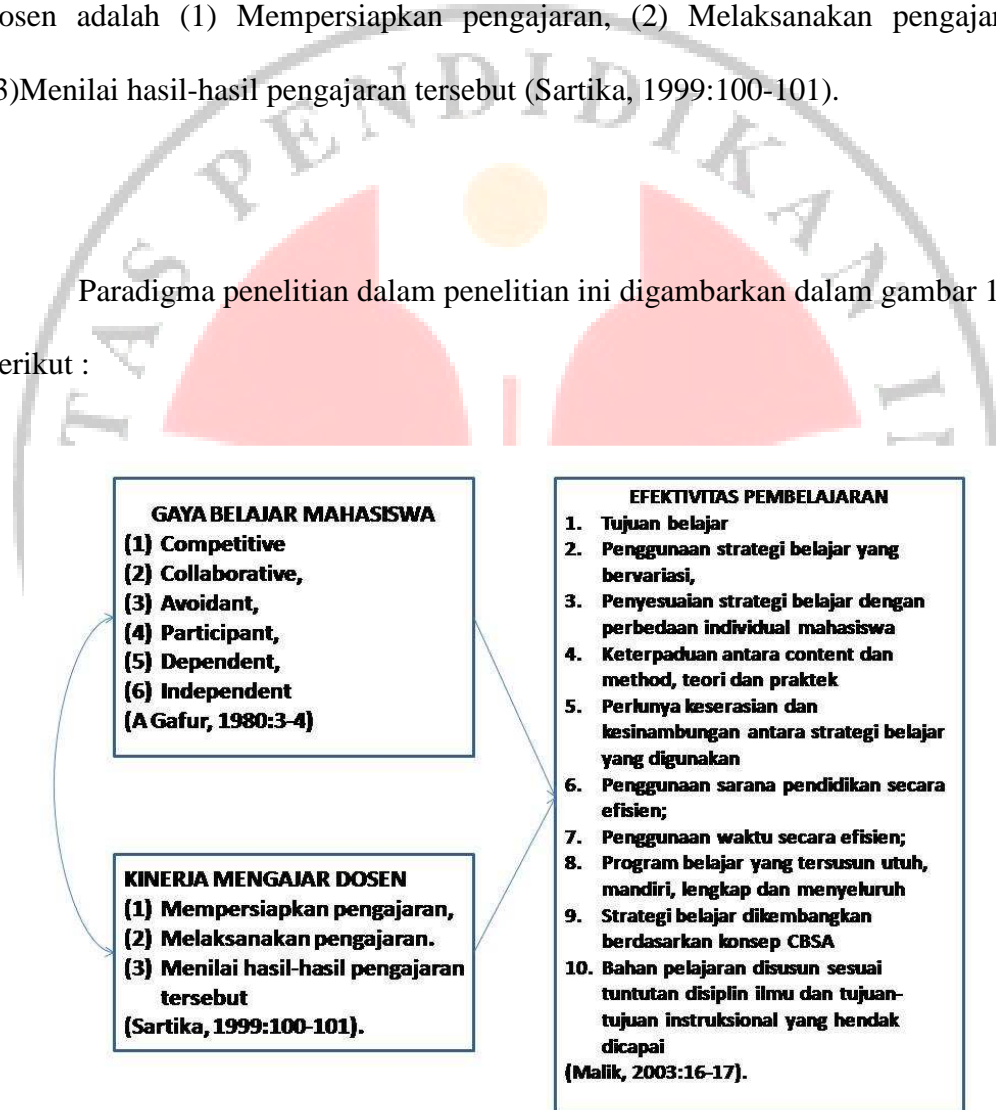 osen adalah (1) Mempersiapkan pengajaran, (2) Melaksanakan pengajar
3)Menilai hasil-hasil pengajaran tersebut (Sartika, 1999:100-101).
TAS PENDIDIKAN I
Paradigma penelitian dalam penelitian ini digambarkan dalam gambar 1
erikut :
GAYA BELAJAR MAHASISWA
(1) Competitive
(2) Collaborative,
(3) Avoidant,
(4) Participant,
(5) Dependent,
(6) Independent
(A Gafur, 1980:3-4)
KINERJA MENGAJAR DOSEN
(1) Mempersiapkan pengajaran,
(2) Melaksanakan pengajaran.
(3) Menilai hasil-hasil pengajaran
tersebut
(Sartika, 1999:100-101).
EFEKTIVITAS PEMBELAJARAN
1. Tujuan belajar
2. Penggunaan strategi belajar yang
bervariasi,
3. Penyesuaian strategi belajar dengan
perbedaan individual mahasiswa
4. Keterpaduan antara content dan
method, teori dan praktek
5. Perlunya keserasian dan
kesinambungan antara strategi belajar
yang digunakan
6. Penggunaan sarana pendidikan secara
efisien;
7. Penggunaan waktu secara efisien;
8. Program belajar yang tersusun utuh,
mandiri, lengkap dan menyeluruh
9. Strategi belajar dikembangkan
berdasarkan konsep CBSA
10. Bahan pelajaran disusun sesuai
tuntutan disiplin ilmu dan tujuan-
tujuan instruksional yang hendak
dicapai
(Malik, 2003:16-17).